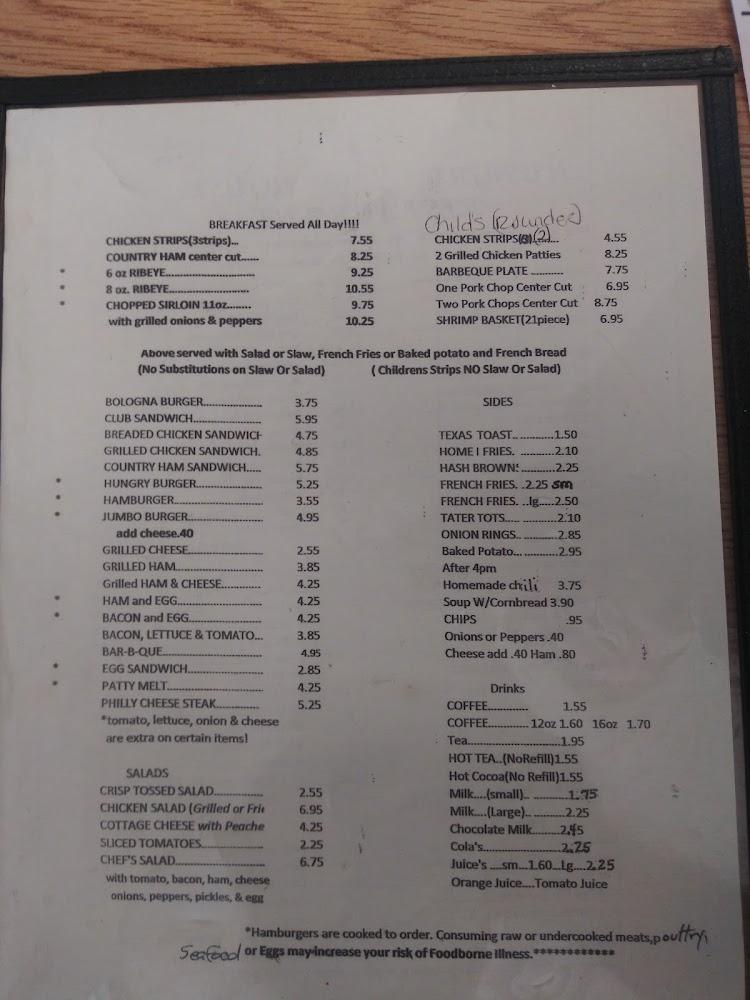 BREAKFAST Served All Day!!!!
CHICKEN STRIPS(3strips)... 7.55
COUNTRY HAM center cut...... 8.25
* 6 oz RIBEYE........................... 9.25
* 8 oz. RIBEYE........................ 10.55
* CHOPPED SIRLOIN 11oz........ 9.75
with grilled onions & peppers 10.25
Child's (Rounder)
CHICKEN STRIPS (2)...... 4.55
2 Grilled Chicken Patties 8.25
BARBEQUE PLATE ........... 7.75
One Pork Chop Center Cut 6.95
Two Pork Chops Center Cut 8.75
SHRIMP BASKET(21piece) 6.95
Above served with Salad or Slaw, French Fries or Baked potato and French Bread
(No Substitutions on Slaw Or Salad) ( Childrens Strips NO Slaw Or Salad)
BOLOGNA BURGER.................. 3.75
CLUB SANDWICH..................... 5.95
BREADED CHICKEN SANDWICH 4.75
GRILLED CHICKEN SANDWICH. 4.85
COUNTRY HAM SANDWICH..... 5.75
* HUNGRY BURGER.................... 5.25
* HAMBURGER........................... 3.55
* JUMBO BURGER...................... 4.95
add cheese.40
GRILLED CHEESE....................... 2.55
GRILLED HAM........................... 3.85
Grilled HAM & CHEESE............. 4.25
* HAM and EGG.......................... 4.25
* BACON and EGG....................... 4.25
BACON, LETTUCE & TOMATO... 3.85
BAR-B-QUE................................ 4.95
* EGG SANDWICH....................... 2.85
* PATTY MELT............................. 4.25
PHILLY CHEESE STEAK.............. 5.25
*tomato, lettuce, onion & cheese
are extra on certain items!
SALADS
CRISP TOSSED SALAD............... 2.55
CHICKEN SALAD (Grilled or Frie 6.95
COTTAGE CHEESE with Peache 4.25
SLICED TOMATOES................... 2.25
CHEF'S SALAD.......................... 6.75
with tomato, bacon, ham, cheese
onions, peppers, pickles, & egg
SIDES
TEXAS TOAST..............1.50
HOME FRIES. ...........2.10
HASH BROWNS ...........2.25
FRENCH FRIES. .2.25 sm
FRENCH FRIES. ..lg.....2.50
TATER TOTS..... ...........2.10
ONION RINGS.. ...........2.85
Baked Potato... ...........2.95
After 4pm
Homemade chili 3.75
Soup W/Cornbread 3.90
CHIPS .95
Onions or Peppers .40
Cheese add .40 Ham .80
Drinks
COFFEE............ 1.55
COFFEE............ 12oz 1.60 16oz 1.70
Tea...........................1.95
HOT TEA..(NoRefill)1.55
Hot Cocoa(No Refill)1.55
Milk....(small).. ...........1.75
Milk....(Large).. ...........2.25
Chocolate Milk.........2.45
Cola's.......................2.25
Juice's ....sm...1.60...Lg....2.25
Orange Juice....Tomato Juice
*Hamburgers are cooked to order. Consuming raw or undercooked meats,poultry,
Seafood or Eggs may increase your risk of Foodborne Illness.************